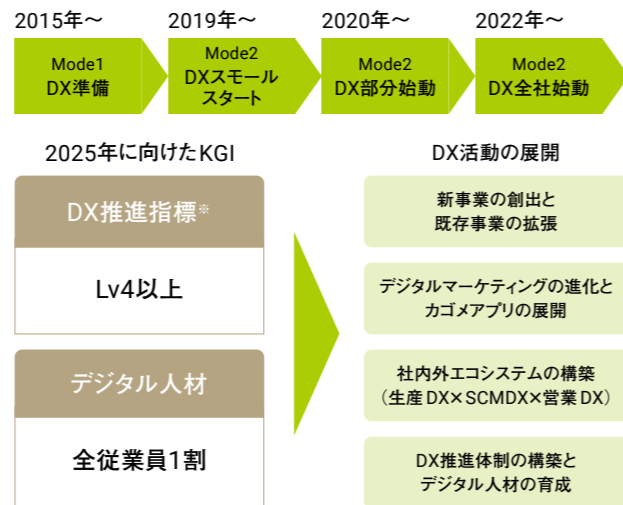 2015年～
2019年～
2020年～
2022年～
Mode1
DX準備
Mode2
DXスモール
スタート
Mode2
DX部分始動
Mode2
DX全社始動
2025年に向けたKGI
DX推進指標※
Lv4以上
デジタル人材
全従業員1割
DX活動の展開
新事業の創出と
既存事業の拡張
デジタルマーケティングの進化と
カゴメアプリの展開
社内外エコシステムの構築
（生産DX×SCMDX×営業DX）
DX推進体制の構築と
デジタル人材の育成